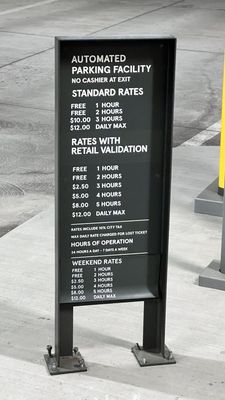 AUTOMATED
PARKING FACILITY
NO CASHIER AT EXIT
STANDARD RATES
FREE 1 HOUR
FREE 2 HOURS
$10.00 3 HOURS
$12.00 DAILY MAX
RATES WITH
RETAIL VALIDATION
FREE 1 HOUR
FREE 2 HOURS
$2.50 3 HOURS
$5.00 4 HOURS
$8.00 5 HOURS
$12.00 DAILY MAX
RATES INCLUDE 10% CITY TAX
MAX DAILY RATE CHARGED FOR LOST TICKET
HOURS OF OPERATION
24 HOURS A DAY - 7 DAYS A WEEK
WEEKEND RATES
FREE 1 HOUR
FREE 2 HOURS
$2.50 3 HOURS
$5.00 4 HOURS
$8.00 5 HOURS
$12.00 DAILY MAX